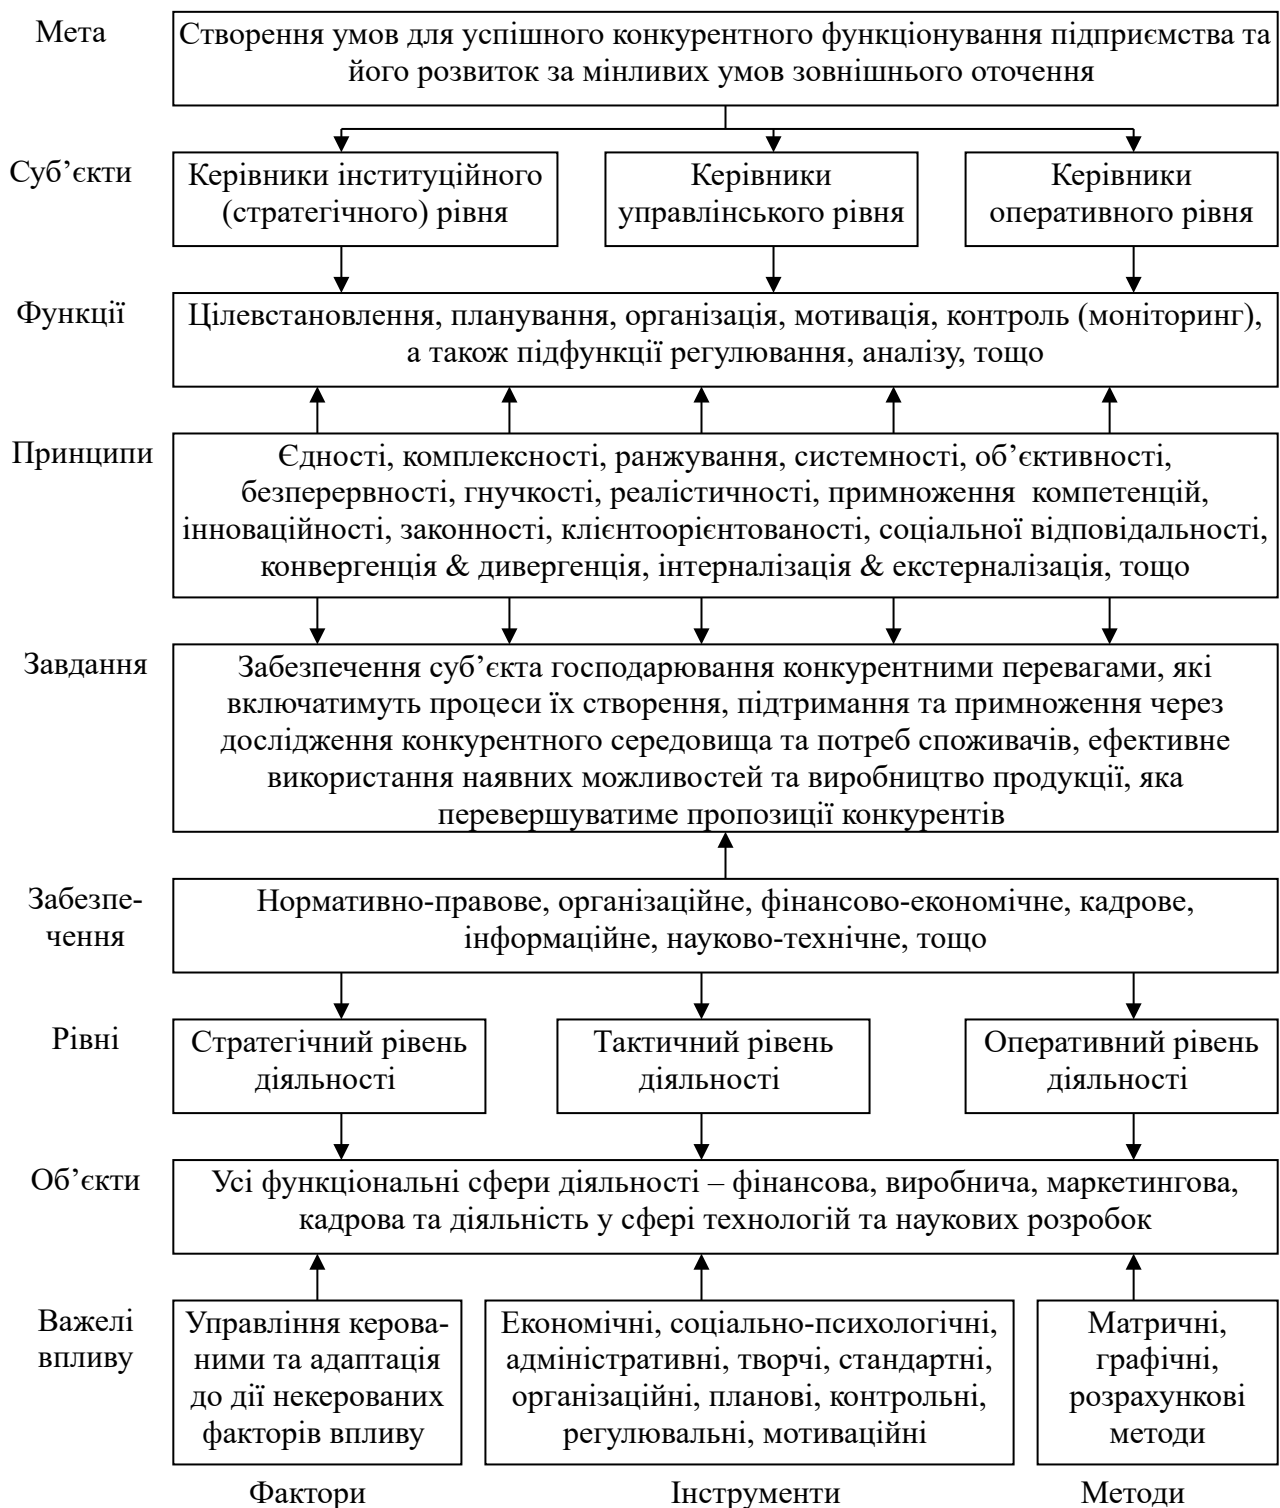 Мета
Створення умов для успішного конкурентного функціонування підприємства та
його розвиток за мінливих умов зовнішнього оточення
Суб’єкти
Керівники інституційного
(стратегічного) рівня
Керівники
управлінського рівня
Керівники
оперативного рівня
Функції
Цілевстановлення, планування, організація, мотивація, контроль (моніторинг),
а також підфункції регулювання, аналізу, тощо
Принципи
Єдності, комплексності, ранжування, системності, об’єктивності,
безперервності, гнучкості, реалістичності, примноження компетенцій,
інноваційності, законності, клієнтоорієнтованості, соціальної відповідальності,
конвергенція & дивергенція, інтерналізація & екстерналізація, тощо
Завдання
Забезпечення суб’єкта господарювання конкурентними перевагами, які
включатимуть процеси їх створення, підтримання та примноження через
дослідження конкурентного середовища та потреб споживачів, ефективне
використання наявних можливостей та виробництво продукції, яка
перевершуватиме пропозиції конкурентів
Забезпе-
чення
Нормативно-правове, організаційне, фінансово-економічне, кадрове,
інформаційне, науково-технічне, тощо
Рівні
Стратегічний рівень
діяльності
Тактичний рівень
діяльності
Оперативний рівень
діяльності
Об’єкти
Усі функціональні сфери діяльності – фінансова, виробнича, маркетингова,
кадрова та діяльність у сфері технологій та наукових розробок
Важелі
впливу
Управління керова-
ними та адаптація
до дії некерованих
факторів впливу
Економічні, соціально-психологічні,
адміністративні, творчі, стандартні,
організаційні, планові, контрольні,
регулювальні, мотиваційні
Матричні,
графічні,
розрахункові
методи
Фактори
Інструменти
Методи